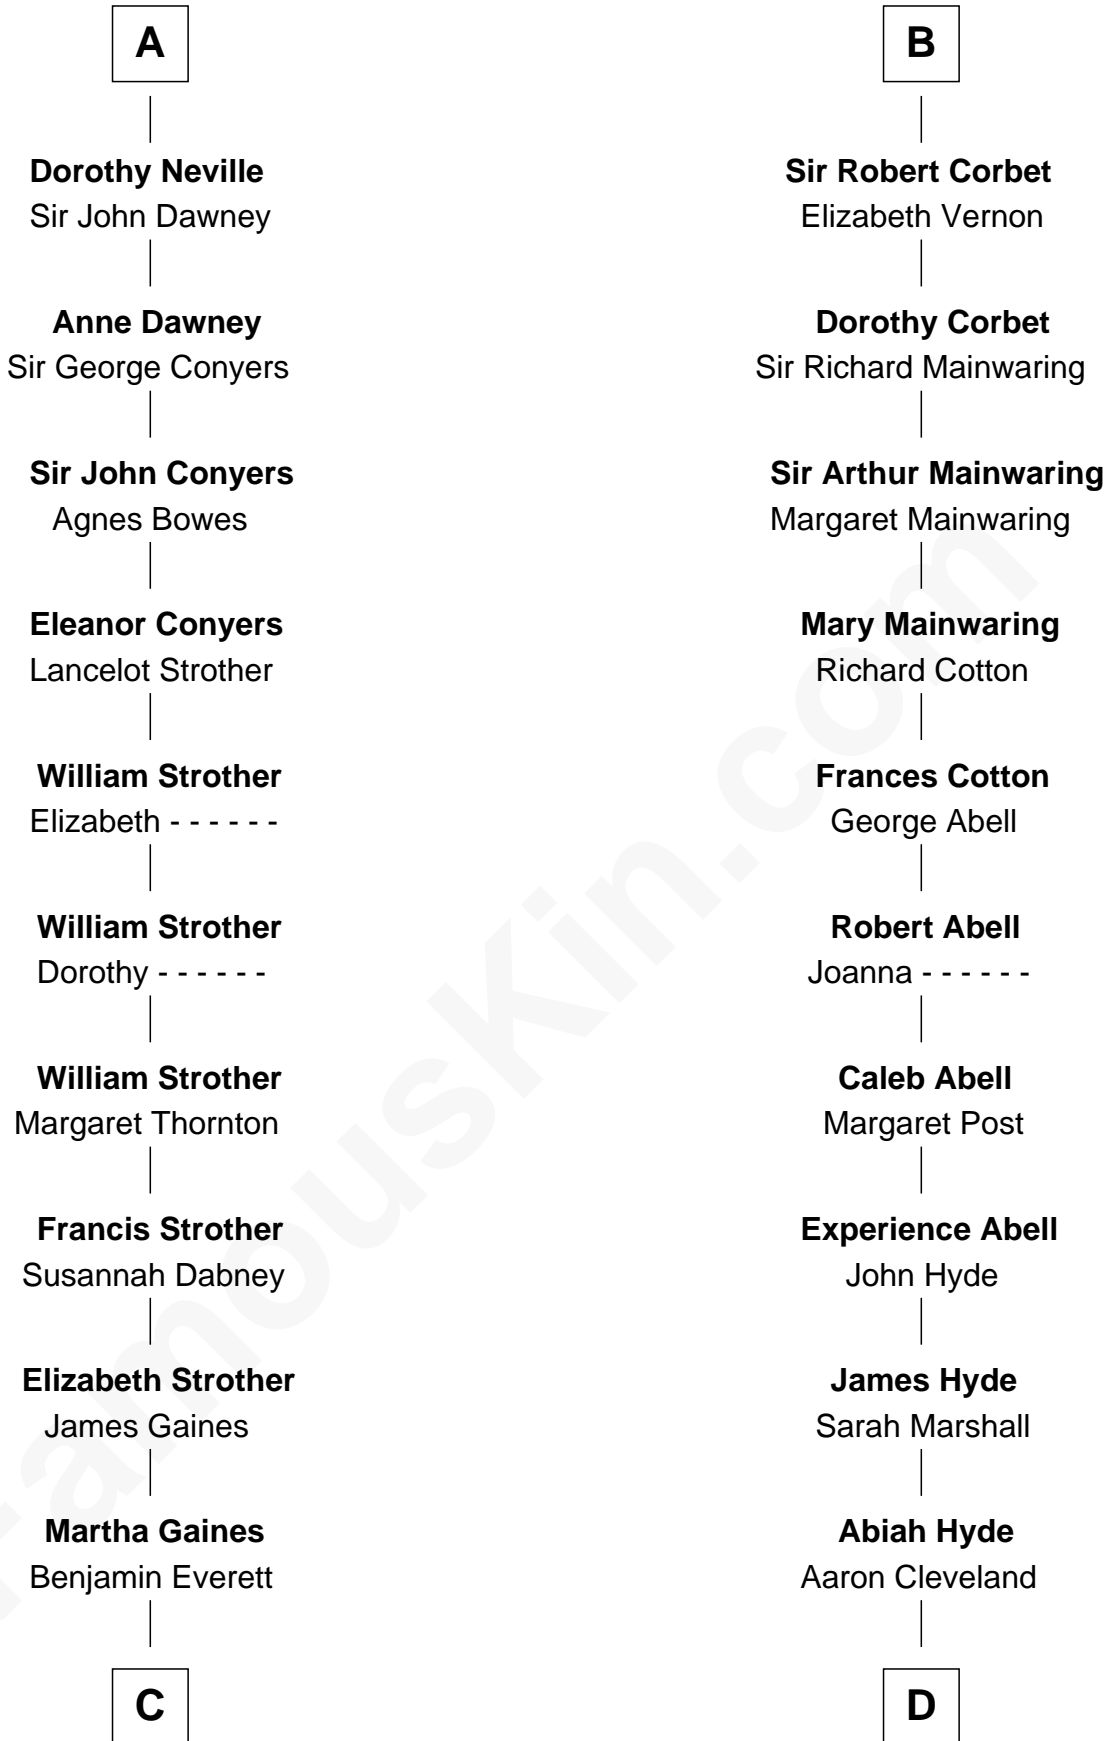 A
Dorothy Neville
Sir John Dawney
Anne Dawney
Sir George Conyers
Sir John Conyers
Agnes Bowes
Eleanor Conyers
Lancelot Strother
William Strother
Elizabeth - - - - - -
William Strother
Dorothy - - - - - -
William Strother
Margaret Thornton
Francis Strother
Susannah Dabney
Elizabeth Strother
James Gaines
Martha Gaines
Benjamin Everett
C
B
Sir Robert Corbet
Elizabeth Vernon
Dorothy Corbet
Sir Richard Mainwaring
Sir Arthur Mainwaring
Margaret Mainwaring
Mary Mainwaring
Richard Cotton
Frances Cotton
George Abell
Robert Abell
Joanna - - - - - -
Caleb Abell
Margaret Post
Experience Abell
John Hyde
James Hyde
Sarah Marshall
Abiah Hyde
Aaron Cleveland
D
FamousKin.com